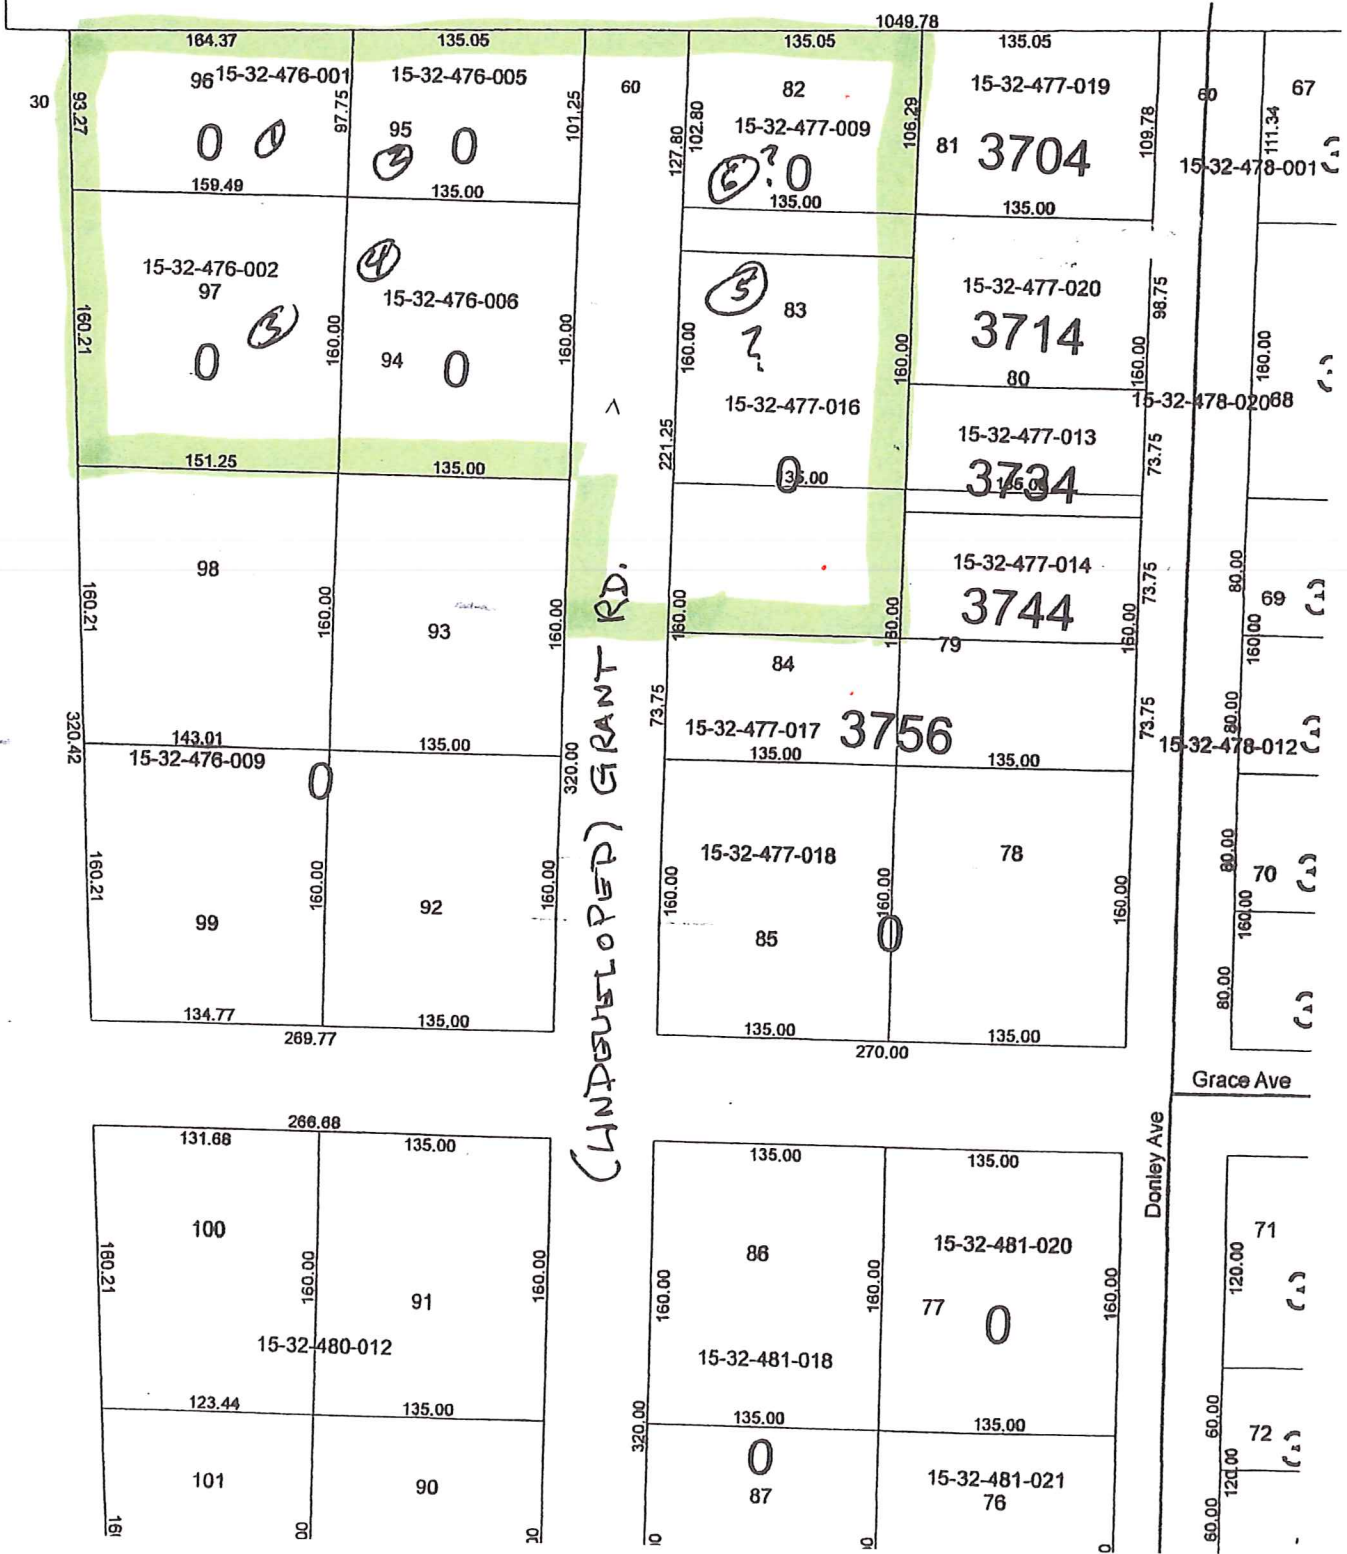 1049.78
164.37 135.05 135.05 135.05
96 15-32-476-001 15-32-476-005 60 82 15-32-477-019 60 67
30 93.27 97.75 101.25 127.80 102.80 15-32-477-009 106.29 109.78 111.34
0 1 95 2 0 6 ? 0 81 3704 15-32-478-001 (2)
159.49 135.00 135.00 135.00
15-32-476-002 4 5 15-32-477-020 98.75
97 15-32-476-006 83 3714
160.21 3 160.00 160.00 160.00 ? 160.00 160.00 160.00
0 94 0 80
15-32-477-016 15-32-478-020 68
221.25 15-32-477-013 73.75
151.25 135.00 0 135.00 3734
98 15-32-477-014
160.21 160.00 93 160.00 160.00 160.00 3744 160.00 73.75 80.00 69 (2)
160.00
84 79
73.75 15-32-477-017 3756 73.75 80.00
143.01 135.00 135.00 135.00 15-32-478-012 (2)
320.42 15-32-476-009 0 320.00
(UNDEVELOPED) GRANT RD.
15-32-477-018 78
160.21 160.00 160.00 160.00 160.00 160.00 80.00 70 (2)
99 92 85 0 160.00
80.00 (2)
134.77 135.00 135.00 135.00
269.77 270.00
Grace Ave
Donley Ave
266.68
131.68 135.00 135.00 135.00
100 86 15-32-481-020 71
160.21 160.00 91 160.00 160.00 160.00 77 0 160.00 120.00 (2)
15-32-480-012 15-32-481-018
123.44 135.00 135.00 135.00
320.00 0 60.00 72 (2)
101 90 87 15-32-481-021 120.00
76
60.00